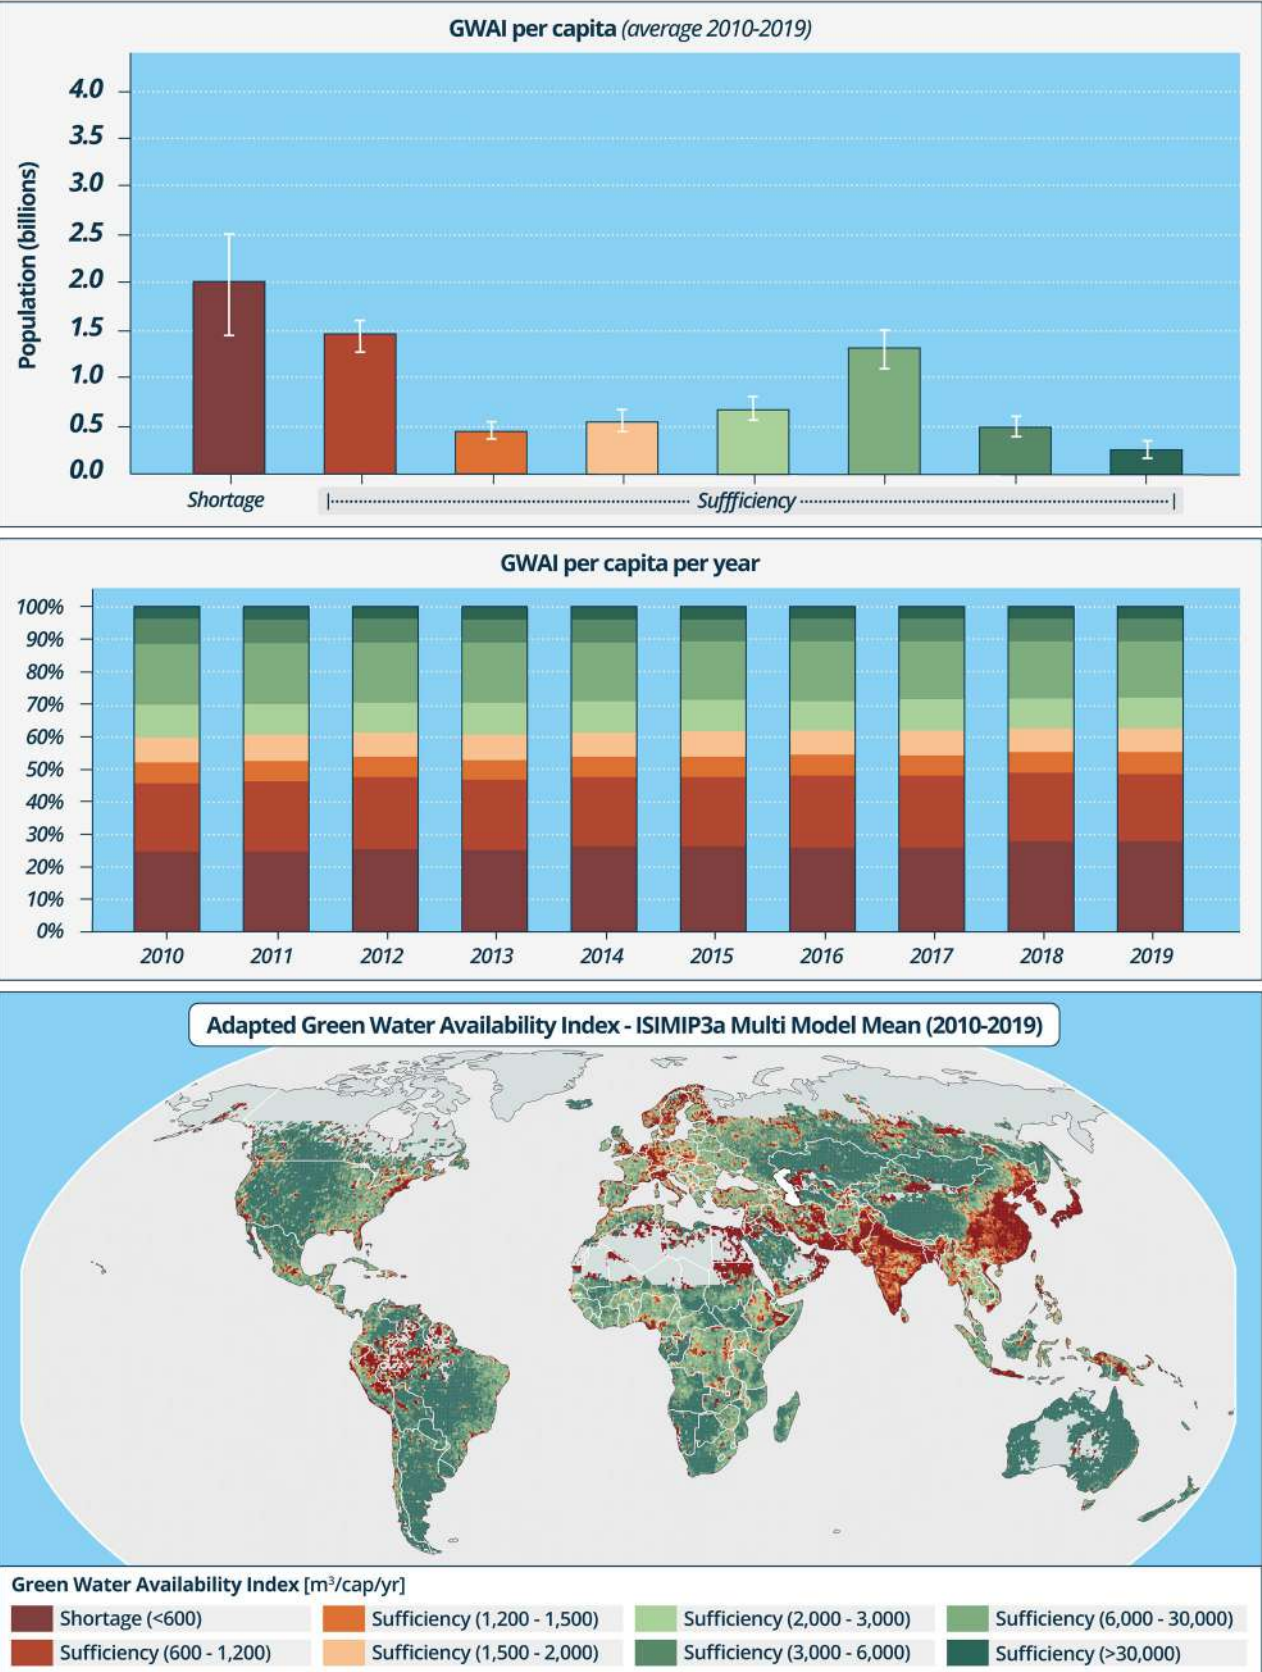 GWAI per capita (average 2010-2019)
Population (billions)
4.0
3.5
3.0
2.5
2.0
1.5
1.0
0.5
0.0
Shortage
Suffficiency
GWAI per capita per year
100%
90%
80%
70%
60%
50%
40%
30%
20%
10%
0%
2010 2011 2012 2013 2014 2015 2016 2017 2018 2019
Adapted Green Water Availability Index - ISIMIP3a Multi Model Mean (2010-2019)
Green Water Availability Index [m³/cap/yr]
Shortage (<600) Sufficiency (1,200 - 1,500) Sufficiency (2,000 - 3,000) Sufficiency (6,000 - 30,000)
Sufficiency (600 - 1,200) Sufficiency (1,500 - 2,000) Sufficiency (3,000 - 6,000) Sufficiency (>30,000)